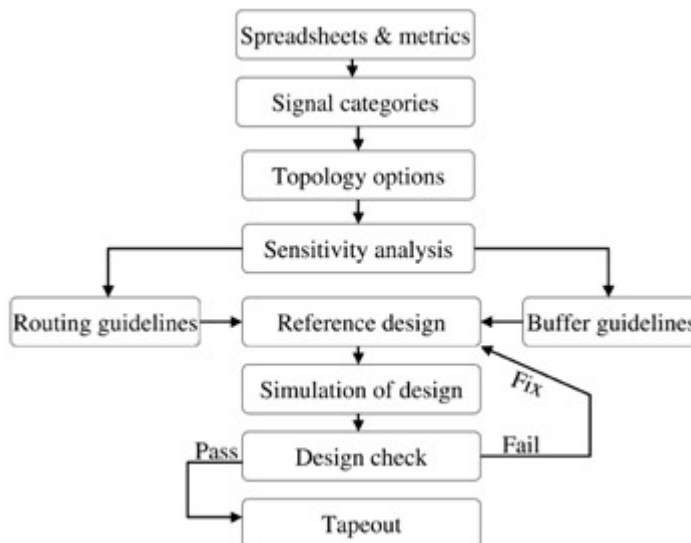 Spreadsheets & metrics
Signal categories
Topology options
Sensitivity analysis
Routing guidelines
Reference design
Buffer guidelines
Simulation of design
Fix
Pass
Design check
Fail
Tapeout